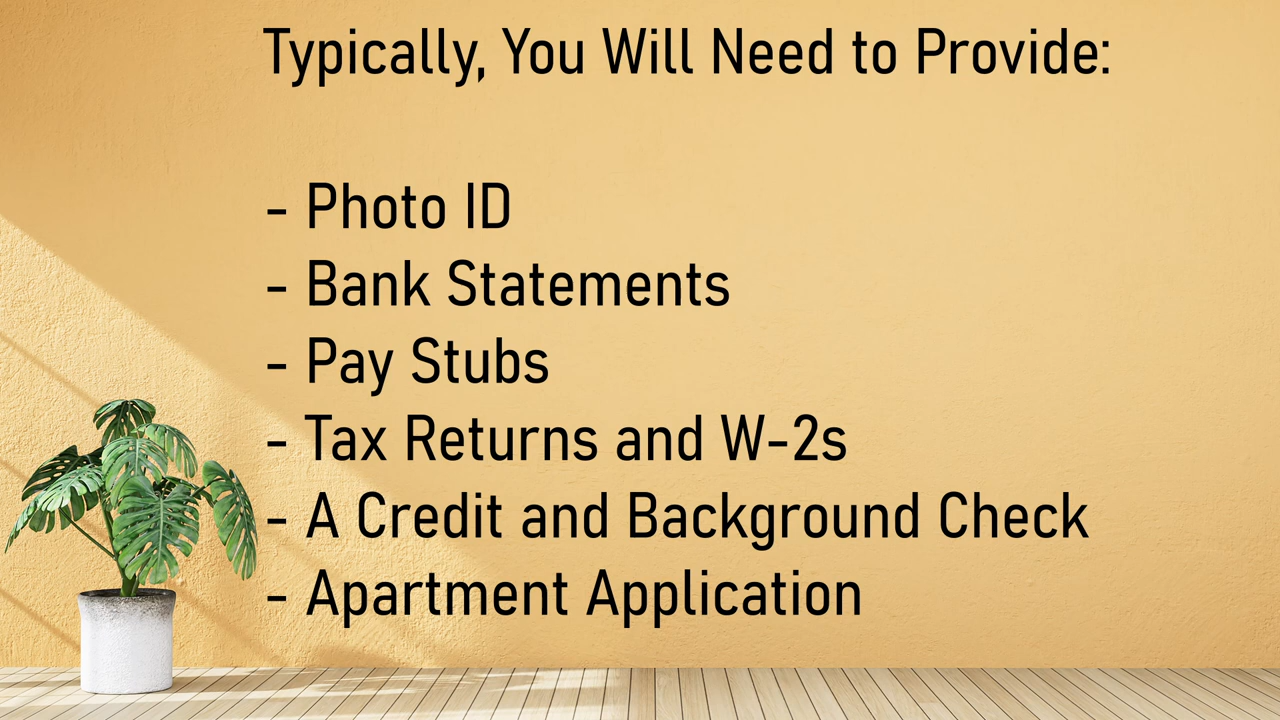 Typically, You Will Need to Provide:
- Photo ID
- Bank Statements
- Pay Stubs
- Tax Returns and W-2s
- A Credit and Background Check
- Apartment Application